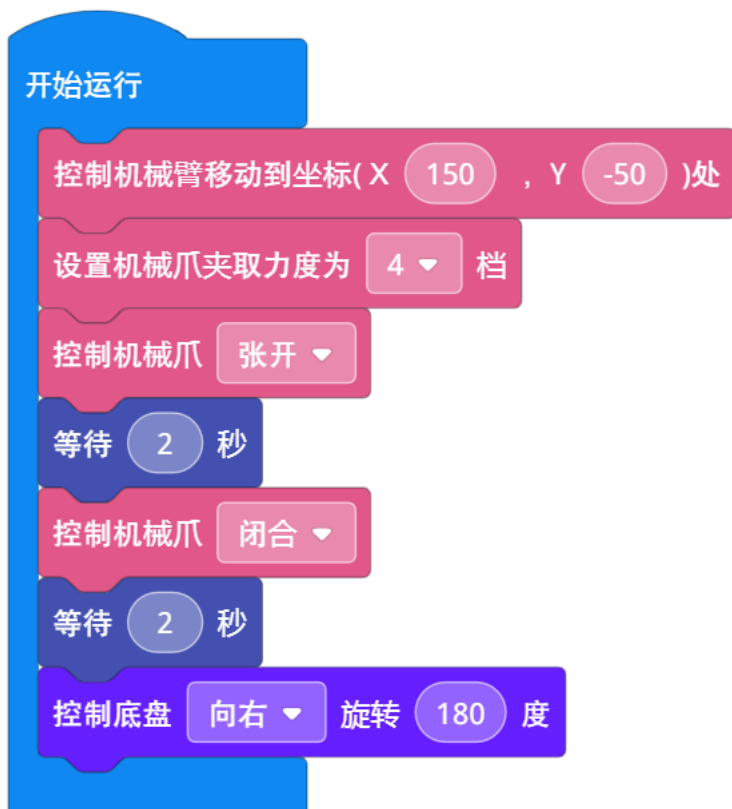 开始运行
控制机械臂移动到坐标( X 150 , Y -50 )处
设置机械爪夹取力度为 4 档
控制机械爪 张开
等待 2 秒
控制机械爪 闭合
等待 2 秒
控制底盘 向右 旋转 180 度